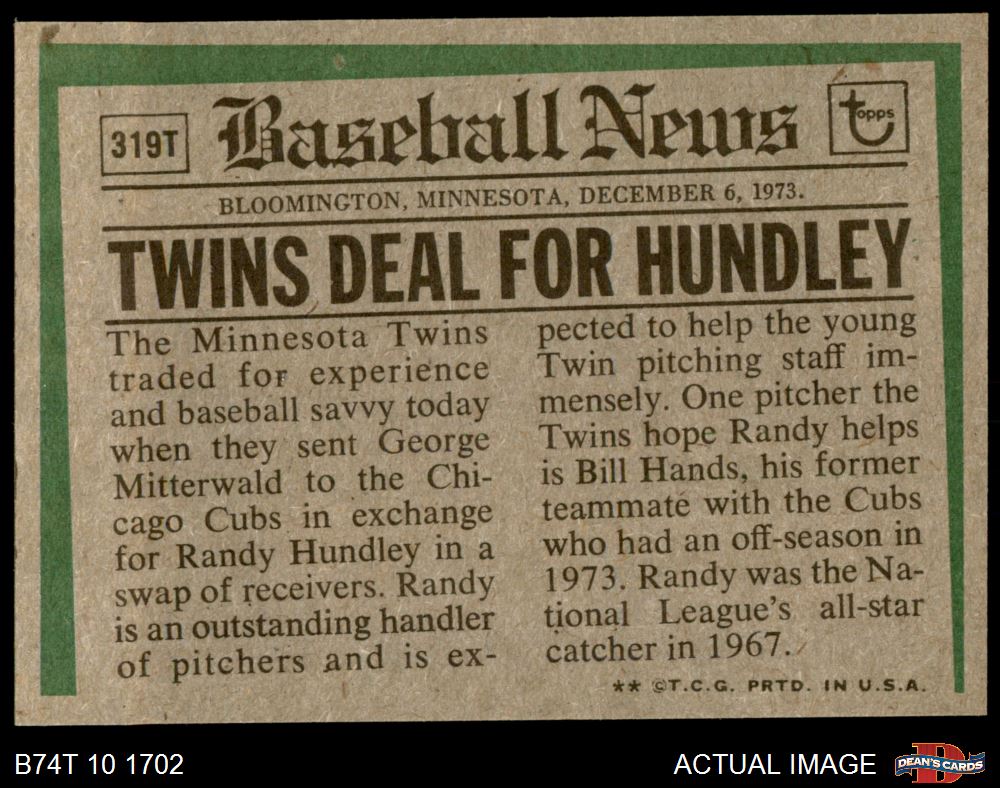 319T
Baseball News
topps
BLOOMINGTON, MINNESOTA, DECEMBER 6, 1973.
TWINS DEAL FOR HUNDLEY
The Minnesota Twins
traded for experience
and baseball savvy today
when they sent George
Mitterwald to the Chi-
cago Cubs in exchange
for Randy Hundley in a
swap of receivers. Randy
is an outstanding handler
of pitchers and is ex-
pected to help the young
Twin pitching staff im-
mensely. One pitcher the
Twins hope Randy helps
is Bill Hands, his former
teammate with the Cubs
who had an off-season in
1973. Randy was the Na-
tional League's all-star
catcher in 1967.
** ©T.C.G. PRTD. IN U.S.A.
B74T 10 1702
ACTUAL IMAGE
DEAN'S CARDS